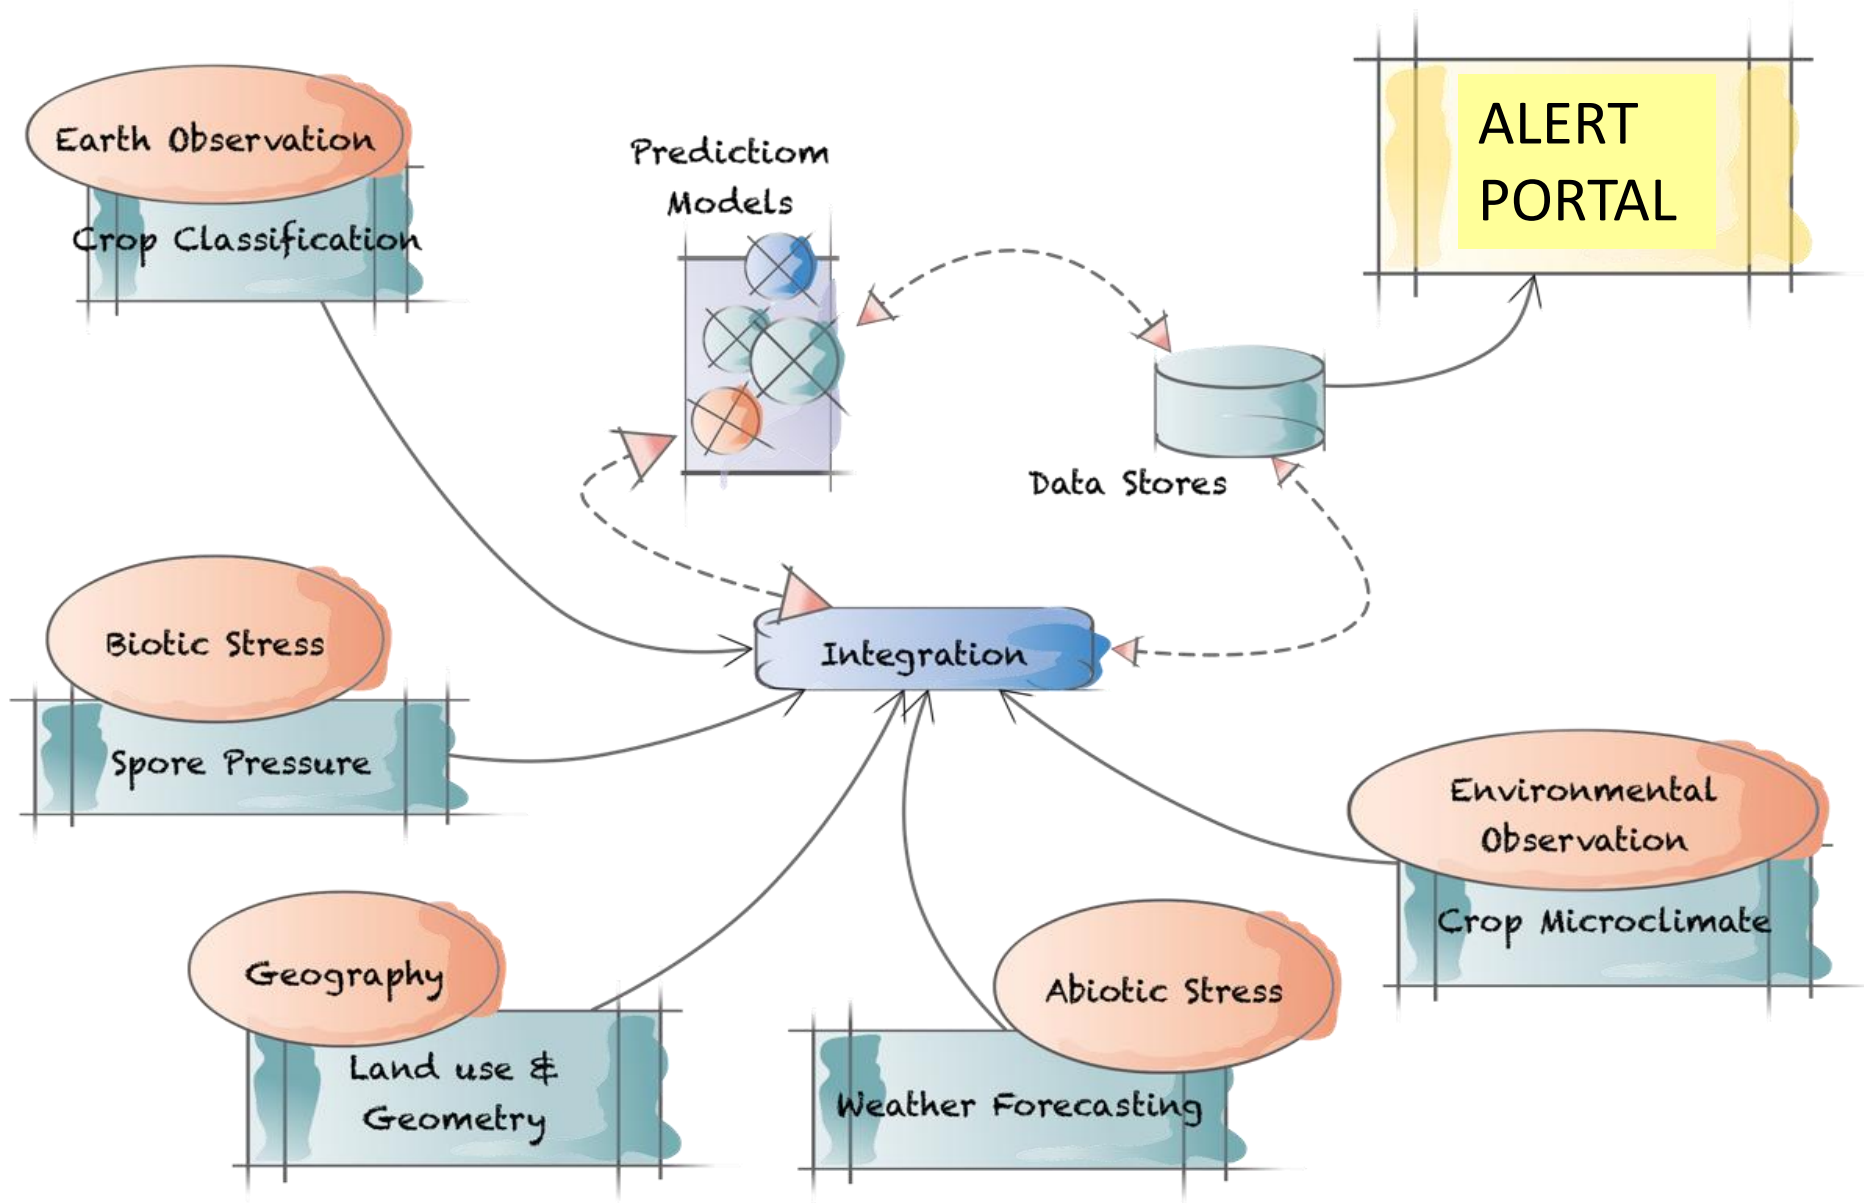 Earth Observation
Crop Classification
Predictiom
Models
ALERT
PORTAL
Data Stores
Biotic Stress
Spore Pressure
Integration
Environmental
Observation
Crop Microclimate
Geography
Land use &
Geometry
Abiotic Stress
Weather Forecasting